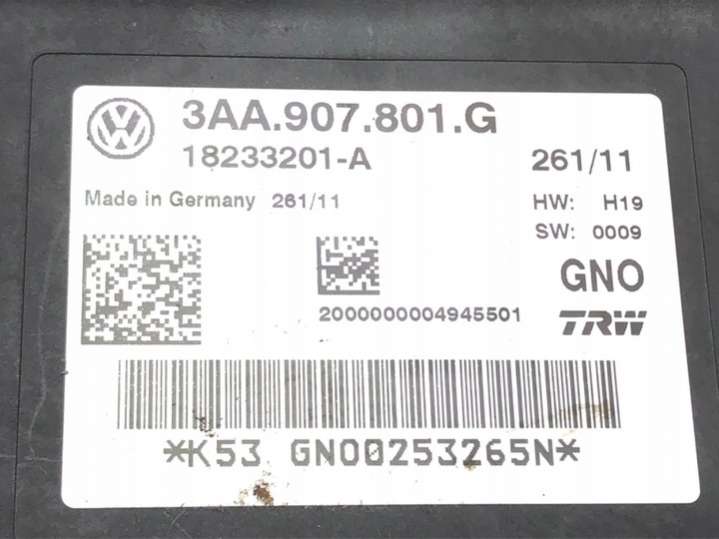 3AA.907.801.G
18233201-A 261/11
Made in Germany 261/11 HW: H19
SW: 0009
GNO
2000000004945501 TRW
*K53 GNO0253265N*